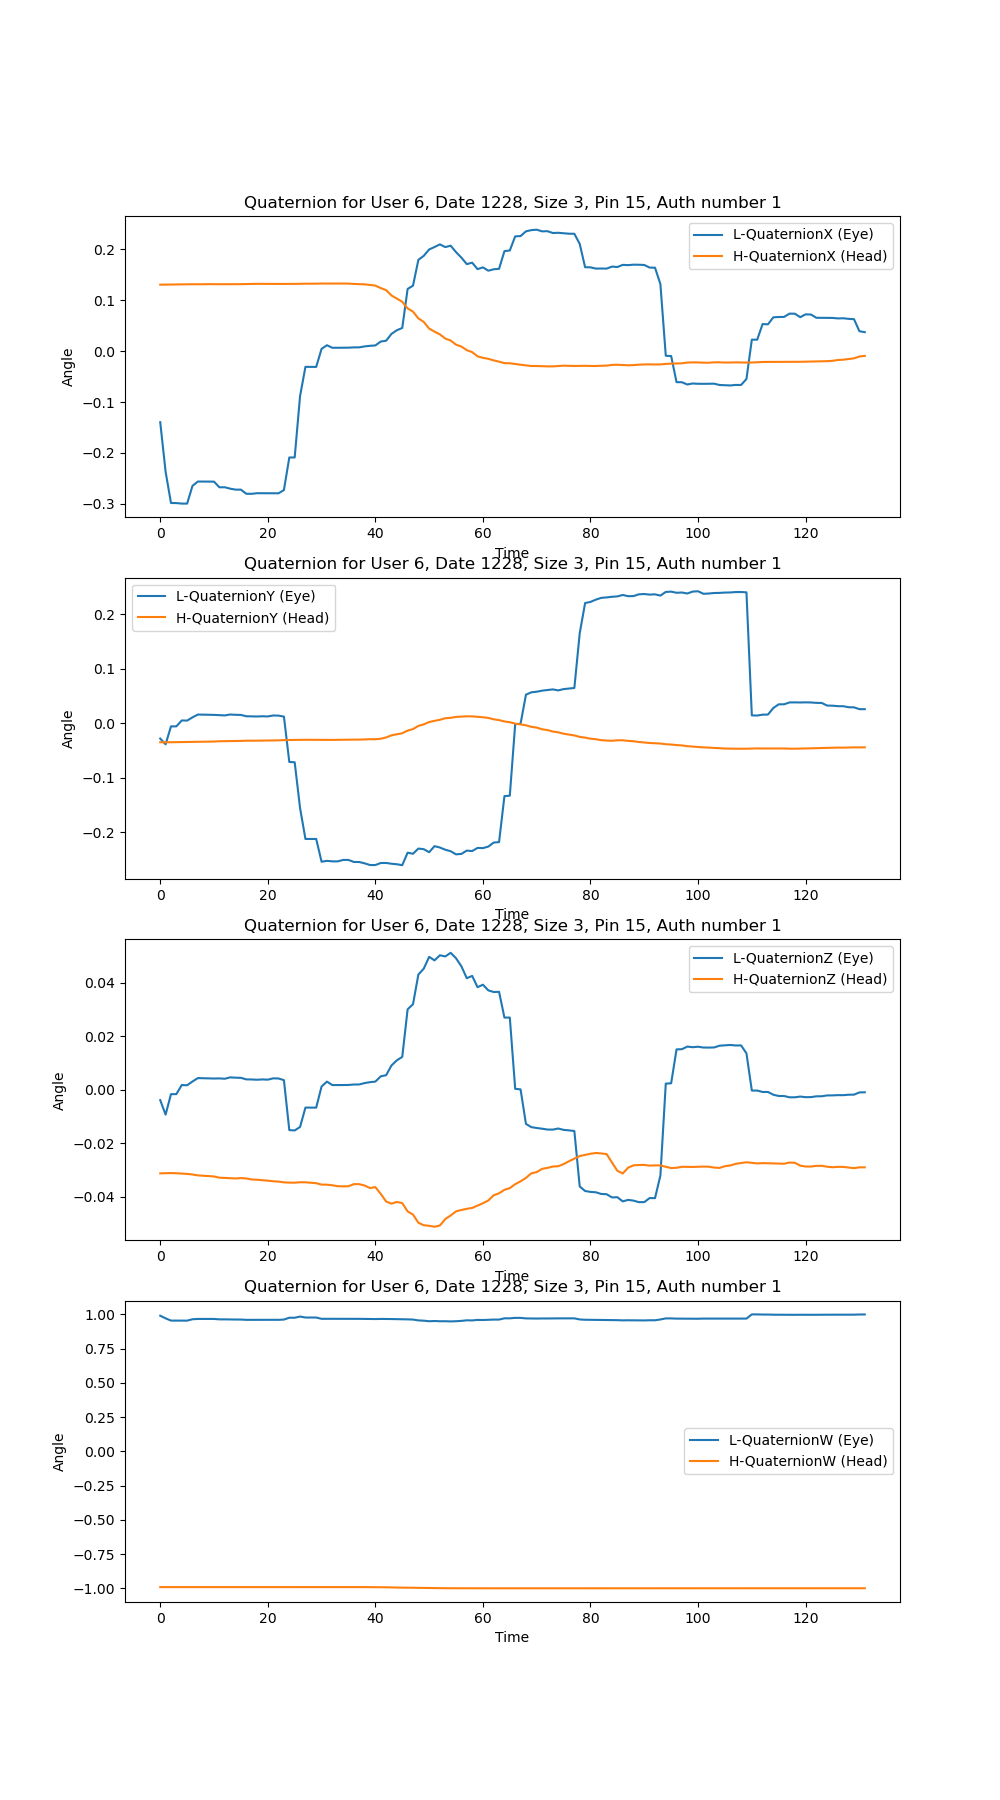 Quaternion for User 6, Date 1228, Size 3, Pin 15, Auth number 1
L-QuaternionX (Eye)
H-QuaternionX (Head)
0.2
0.1
0.0
−0.1
−0.2
−0.3
Angle
0 20 40 60 80 100 120
Time
Quaternion for User 6, Date 1228, Size 3, Pin 15, Auth number 1
L-QuaternionY (Eye)
H-QuaternionY (Head)
0.2
0.1
0.0
−0.1
−0.2
Angle
0 20 40 60 80 100 120
Time
Quaternion for User 6, Date 1228, Size 3, Pin 15, Auth number 1
L-QuaternionZ (Eye)
H-QuaternionZ (Head)
0.04
0.02
0.00
−0.02
−0.04
Angle
0 20 40 60 80 100 120
Time
Quaternion for User 6, Date 1228, Size 3, Pin 15, Auth number 1
1.00
0.75
0.50
0.25
0.00
−0.25
−0.50
−0.75
−1.00
Angle
L-QuaternionW (Eye)
H-QuaternionW (Head)
0 20 40 60 80 100 120
Time